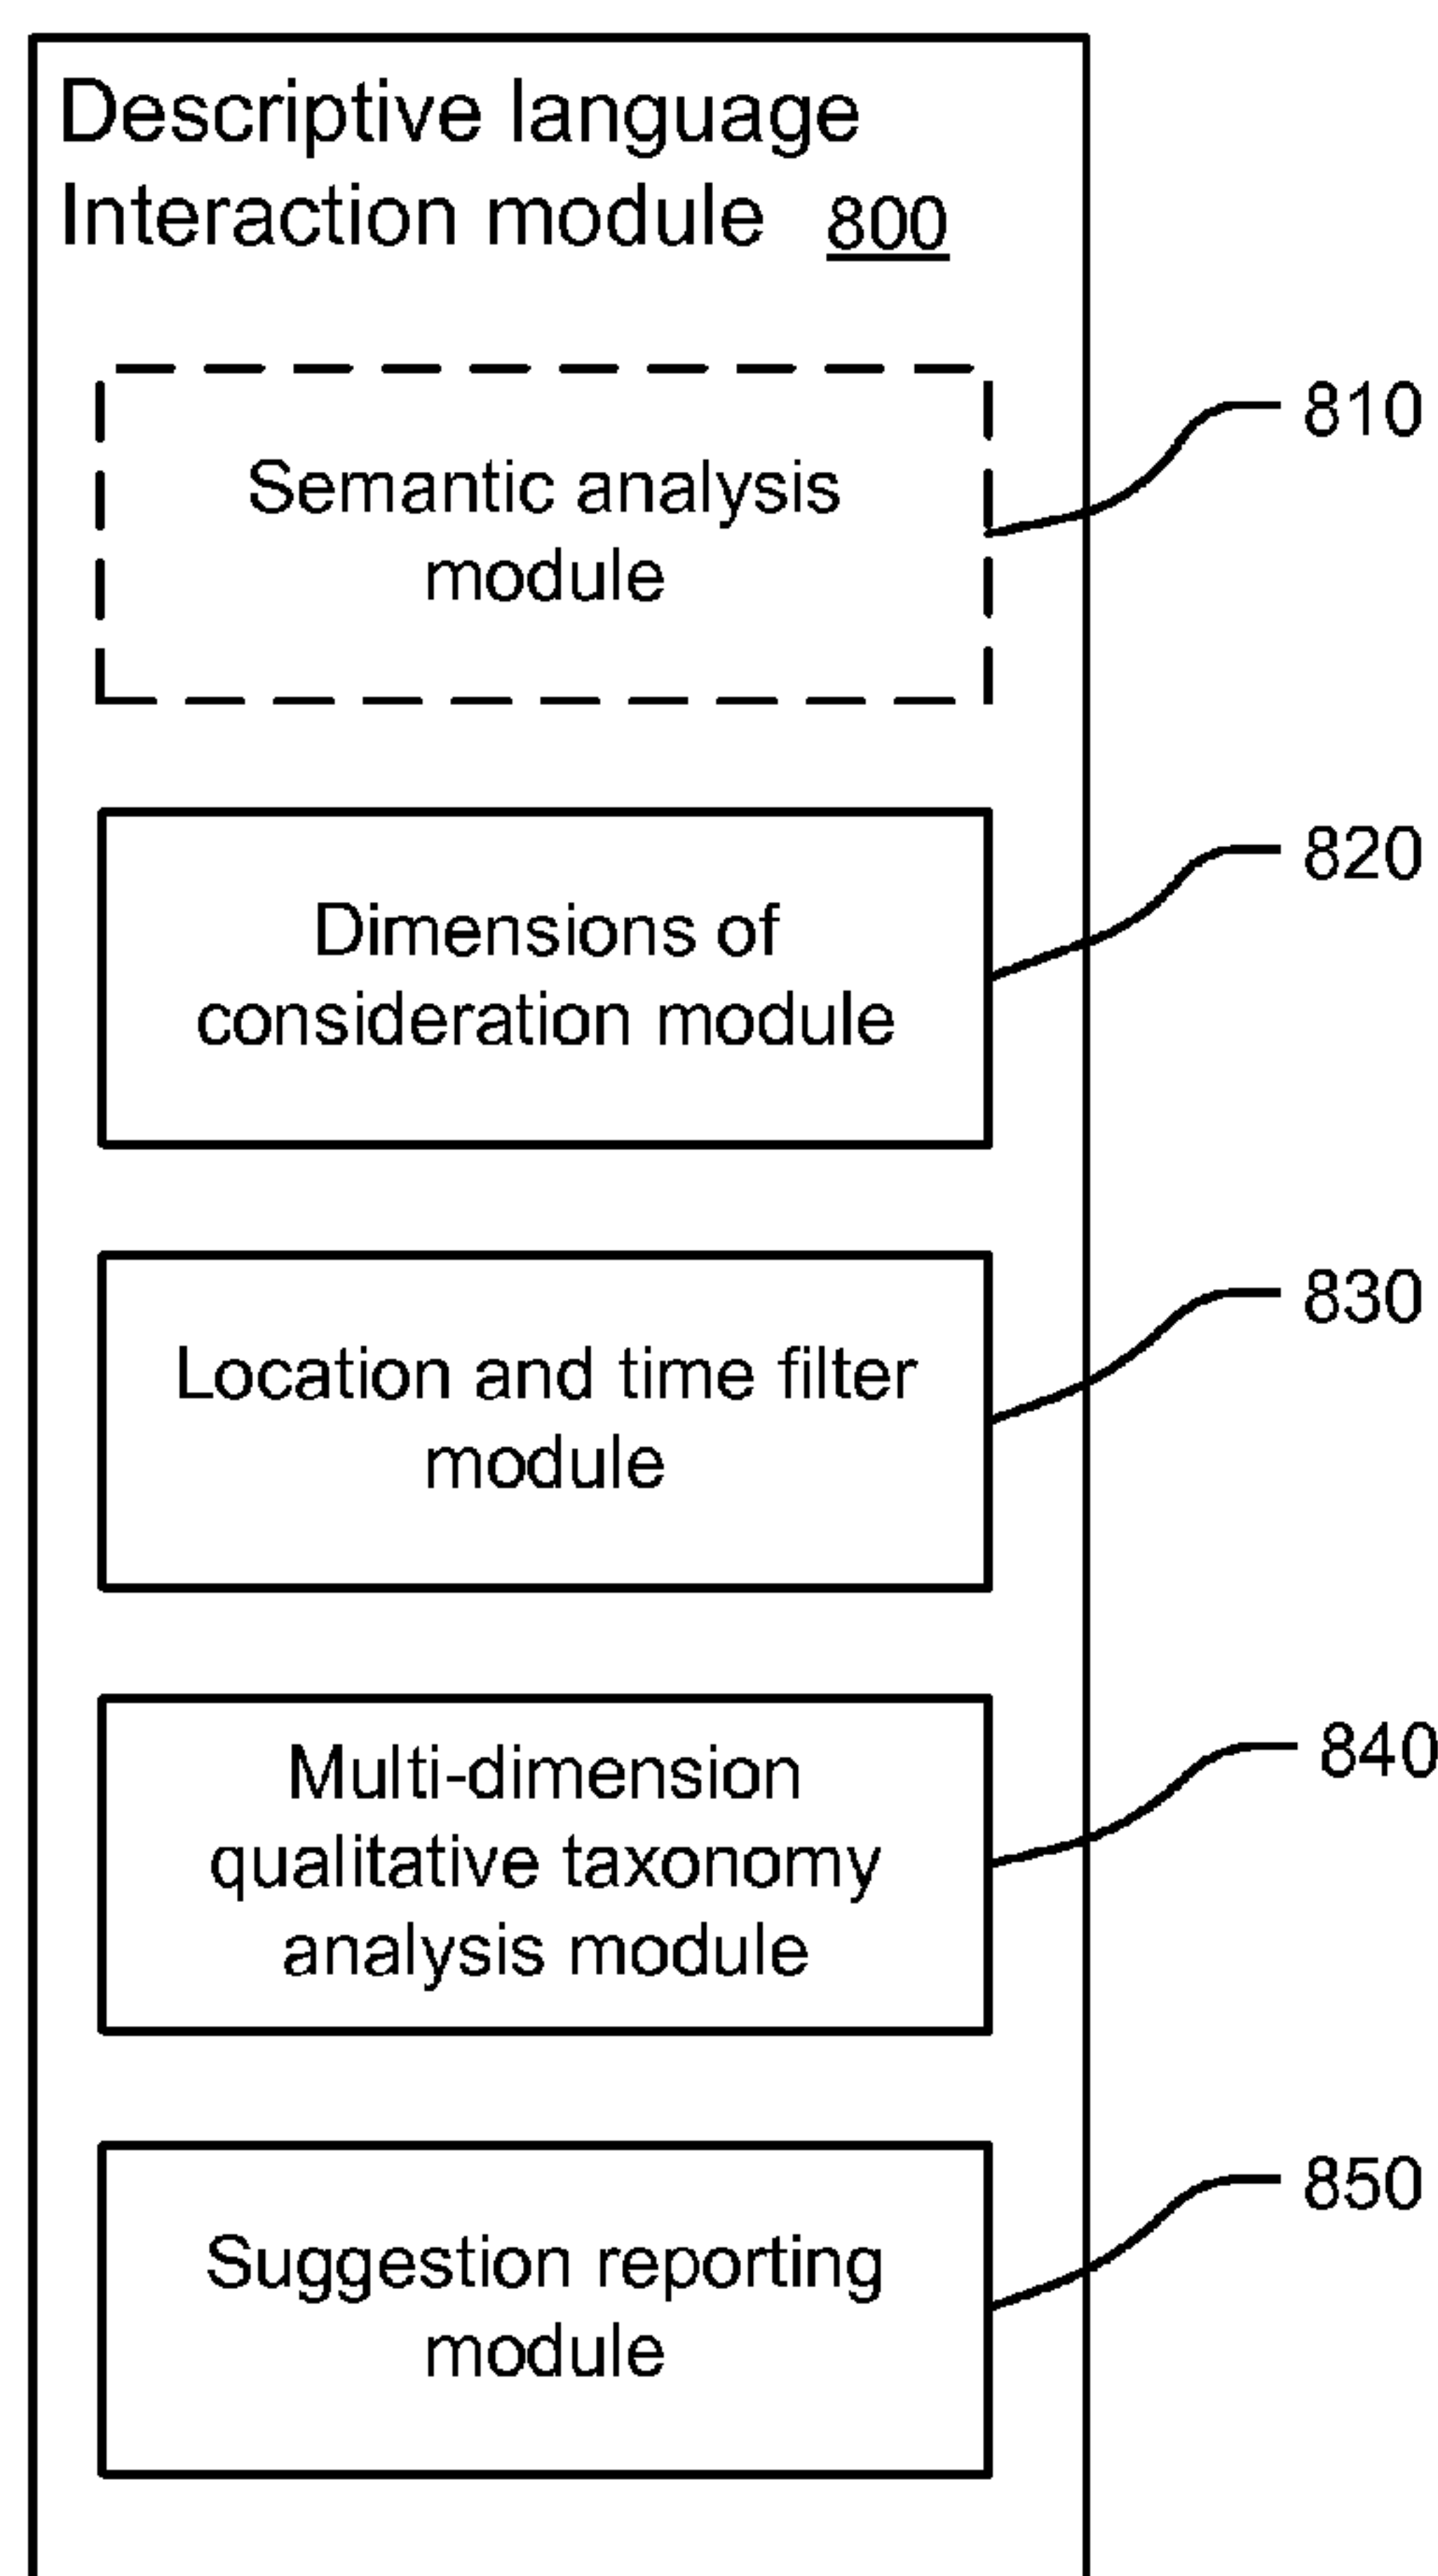 Descriptive language
Interaction module 800
810
Semantic analysis
module
820
Dimensions of
consideration module
830
Location and time filter
module
840
Multi-dimension
qualitative taxonomy
analysis module
850
Suggestion reporting
module